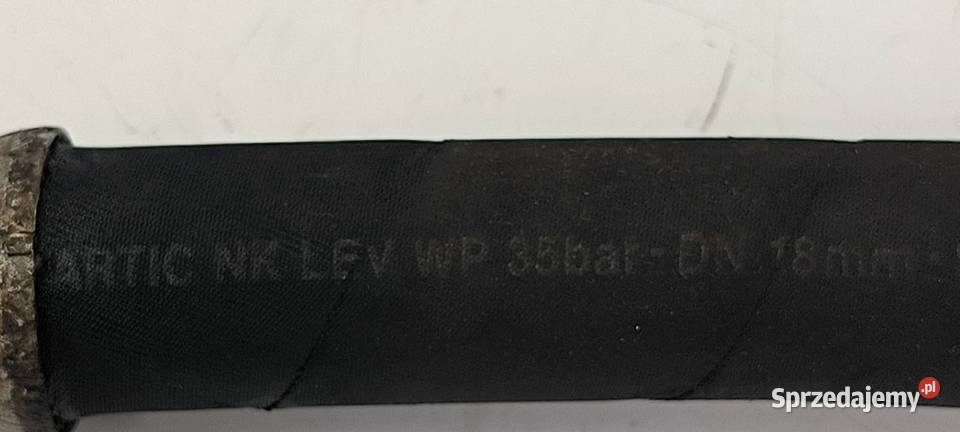 ARTIC NK LFV WP 35bar - DN 18mm -
Sprzedajemy.pl